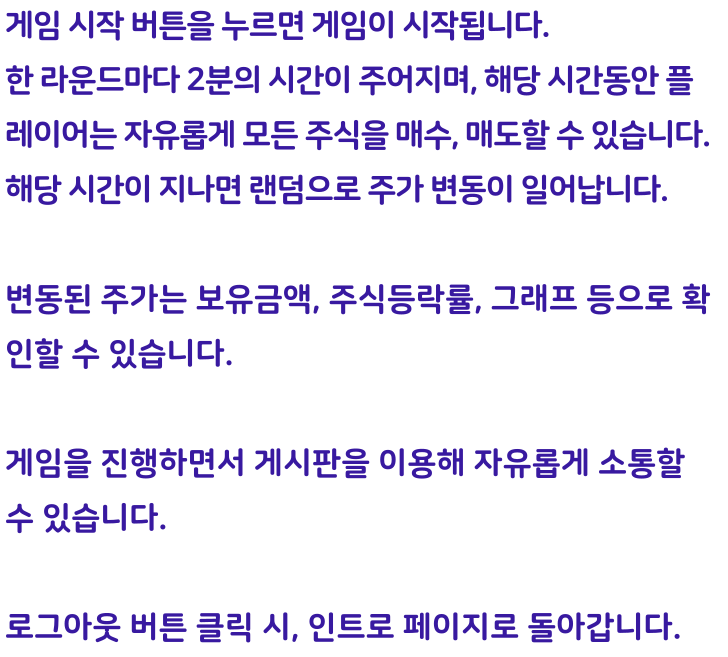 게임 시작 버튼을 누르면 게임이 시작됩니다.
한 라운드마다 2분의 시간이 주어지며, 해당 시간동안 플
레이어는 자유롭게 모든 주식을 매수, 매도할 수 있습니다.
해당 시간이 지나면 랜덤으로 주가 변동이 일어납니다.
변동된 주가는 보유금액, 주식등락률, 그래프 등으로 확
인할 수 있습니다.
게임을 진행하면서 게시판을 이용해 자유롭게 소통할
수 있습니다.
로그아웃 버튼 클릭 시, 인트로 페이지로 돌아갑니다.